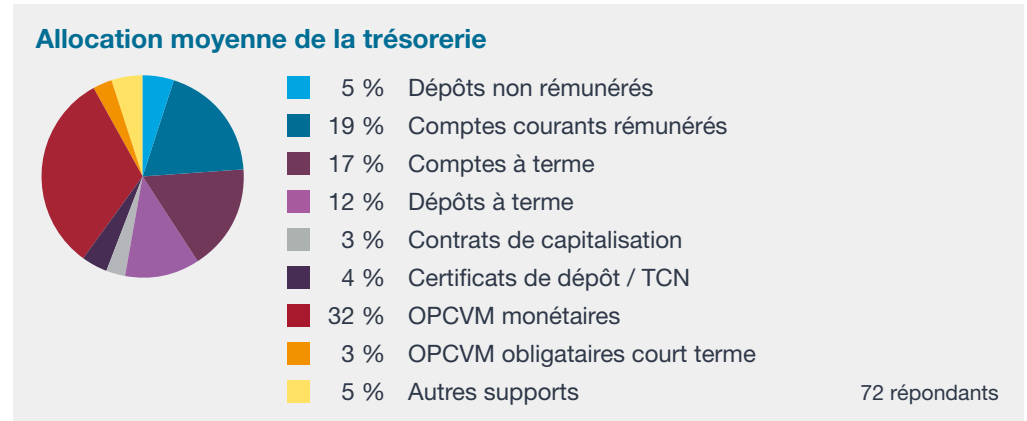 Allocation moyenne de la trésorerie
5 % Dépôts non rémunérés
19 % Comptes courants rémunérés
17 % Comptes à terme
12 % Dépôts à terme
3 % Contrats de capitalisation
4 % Certificats de dépôt / TCN
32 % OPCVM monétaires
3 % OPCVM obligataires court terme
5 % Autres supports
72 répondants